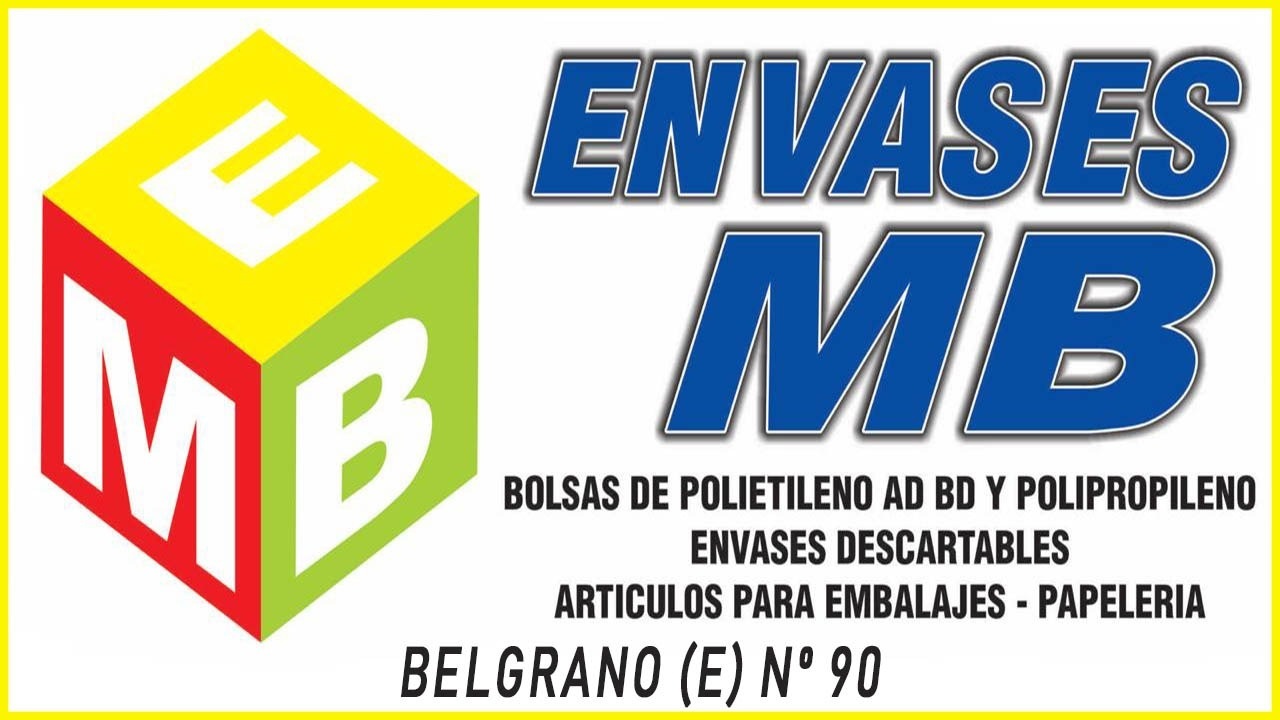 E
M
B
ENVASES
MB
BOLSAS DE POLIETILENO AD BD Y POLIPROPILENO
ENVASES DESCARTABLES
ARTICULOS PARA EMBALAJES - PAPELERIA
BELGRANO (E) Nº 90